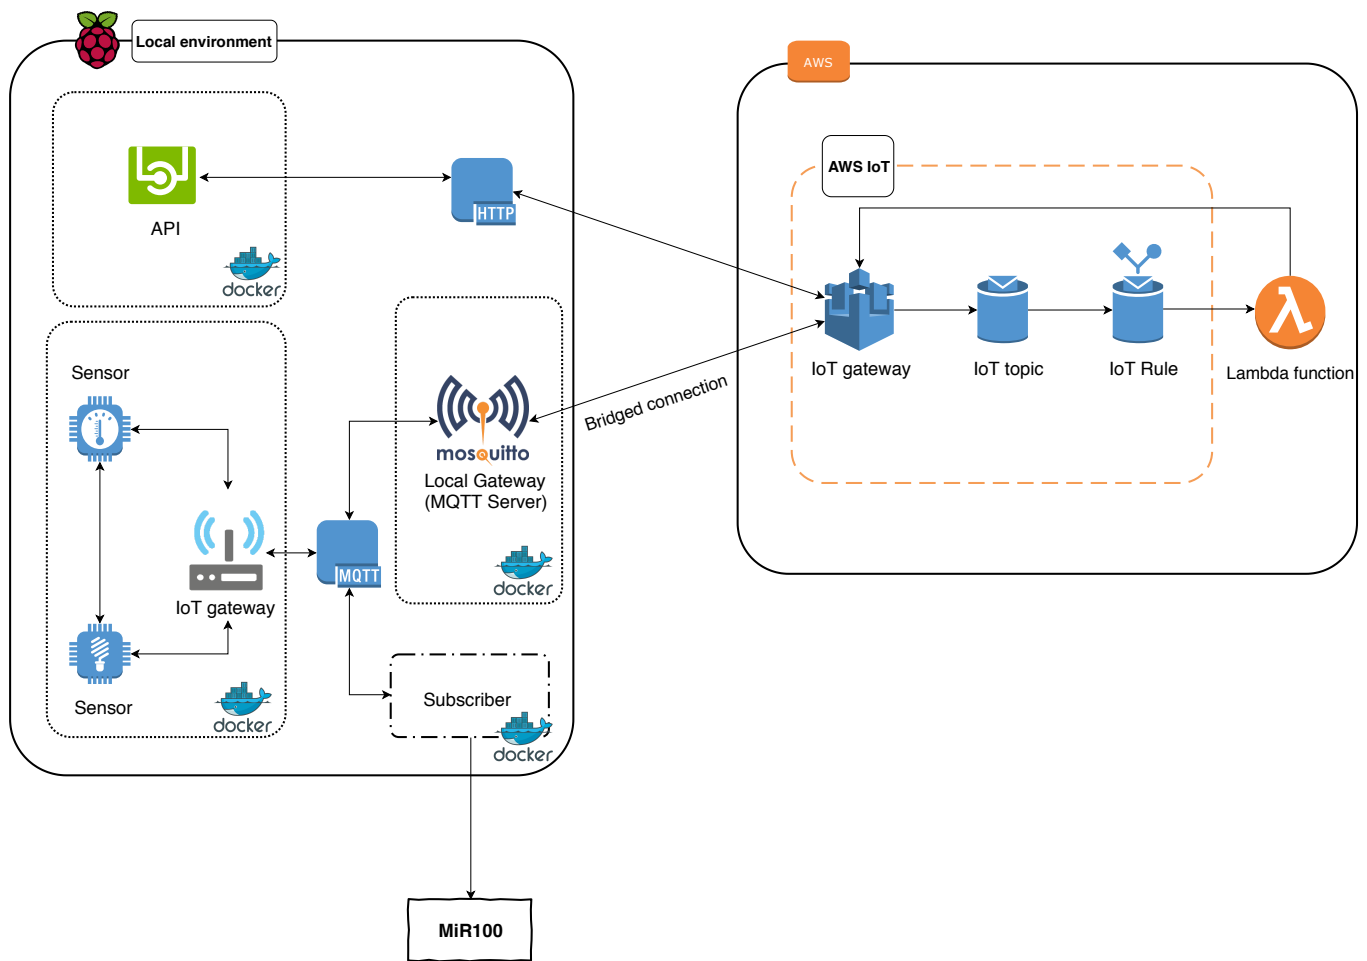 Local environment
AWS
AWS IoT
API
HTTP
docker
Bridged connection
IoT gateway
IoT topic
IoT Rule
Lambda function
Sensor
mosquitto
Local Gateway
(MQTT Server)
MQTT
docker
IoT gateway
Sensor
docker
Subscriber
docker
MiR100